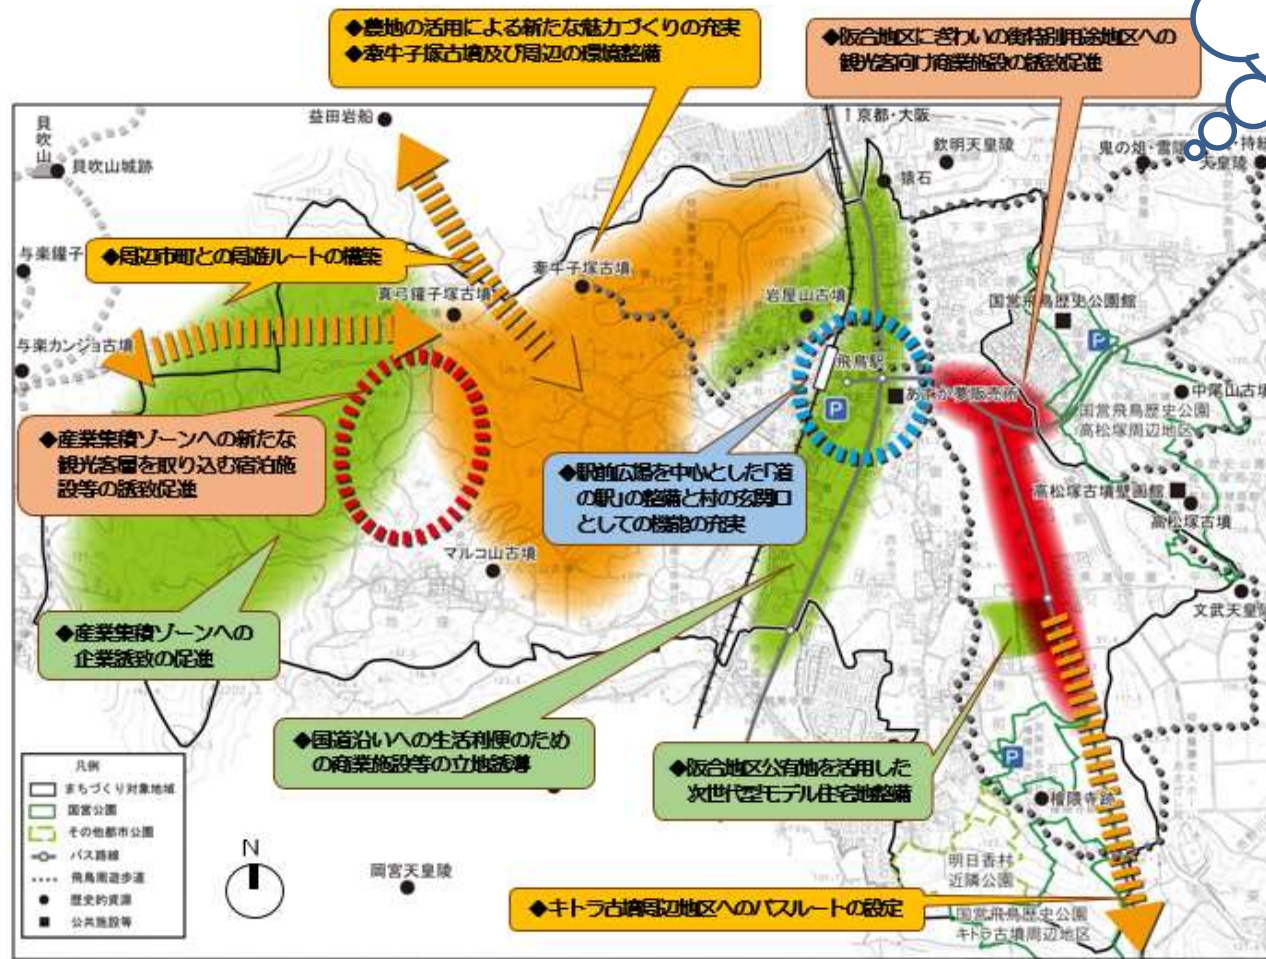 ◆農地の活用による新たな魅力づくりの充実
◆牽牛子塚古墳及び周辺の環境整備
◆阪合地区にぎわいの街特別用途地区への
観光客向け商業施設の誘致促進
貝吹山
貝吹山城跡
益田岩船
↑京都・大阪
欽明天皇陵
猿石
鬼の俎・雪隠
天皇陵
与楽鑵子
◆周辺市町との周遊ルートの構築
牽牛子塚古墳
真弓鑵子塚古墳
岩屋山古墳
国営飛鳥歴史公園館
P
与楽カンジョ古墳
飛鳥駅
あすか夢販売所
P
中尾山古墳
国営飛鳥歴史公園
高松塚周辺地区
◆産業集積ゾーンへの新たな
観光客層を取り込む宿泊施
設等の誘致促進
◆駅前広場を中心とした「道
の駅」の整備と村の玄関口
としての機能の充実
高松塚古墳壁画館
高松塚古墳
マルコ山古墳
文武天皇陵
◆産業集積ゾーンへの
企業誘致の促進
◆国道沿いへの生活利便のため
の商業施設等の立地誘導
◆阪合地区公有地を活用した
次世代型モデル住宅地整備
P
檜隈寺跡
凡例
まちづくり対象地域
国営公園
その他都市公園
バス路線
飛鳥周遊歩道
歴史的資源
公共施設等
N
岡宮天皇陵
明日香村
近隣公園
◆キトラ古墳周辺地区へのバスルートの設定
国営飛鳥歴史公園
キトラ古墳周辺地区